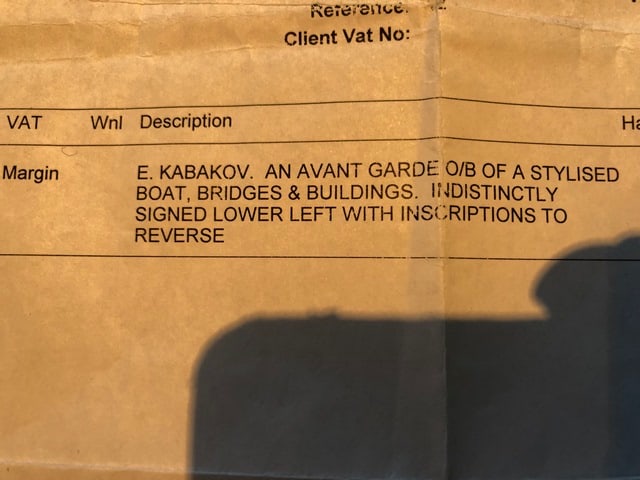 Reference:
Client Vat No:
VAT Wnl Description
Margin E. KABAKOV. AN AVANT GARDE O/B OF A STYLISED
BOAT, BRIDGES & BUILDINGS. INDISTINCTLY
SIGNED LOWER LEFT WITH INSCRIPTIONS TO
REVERSE